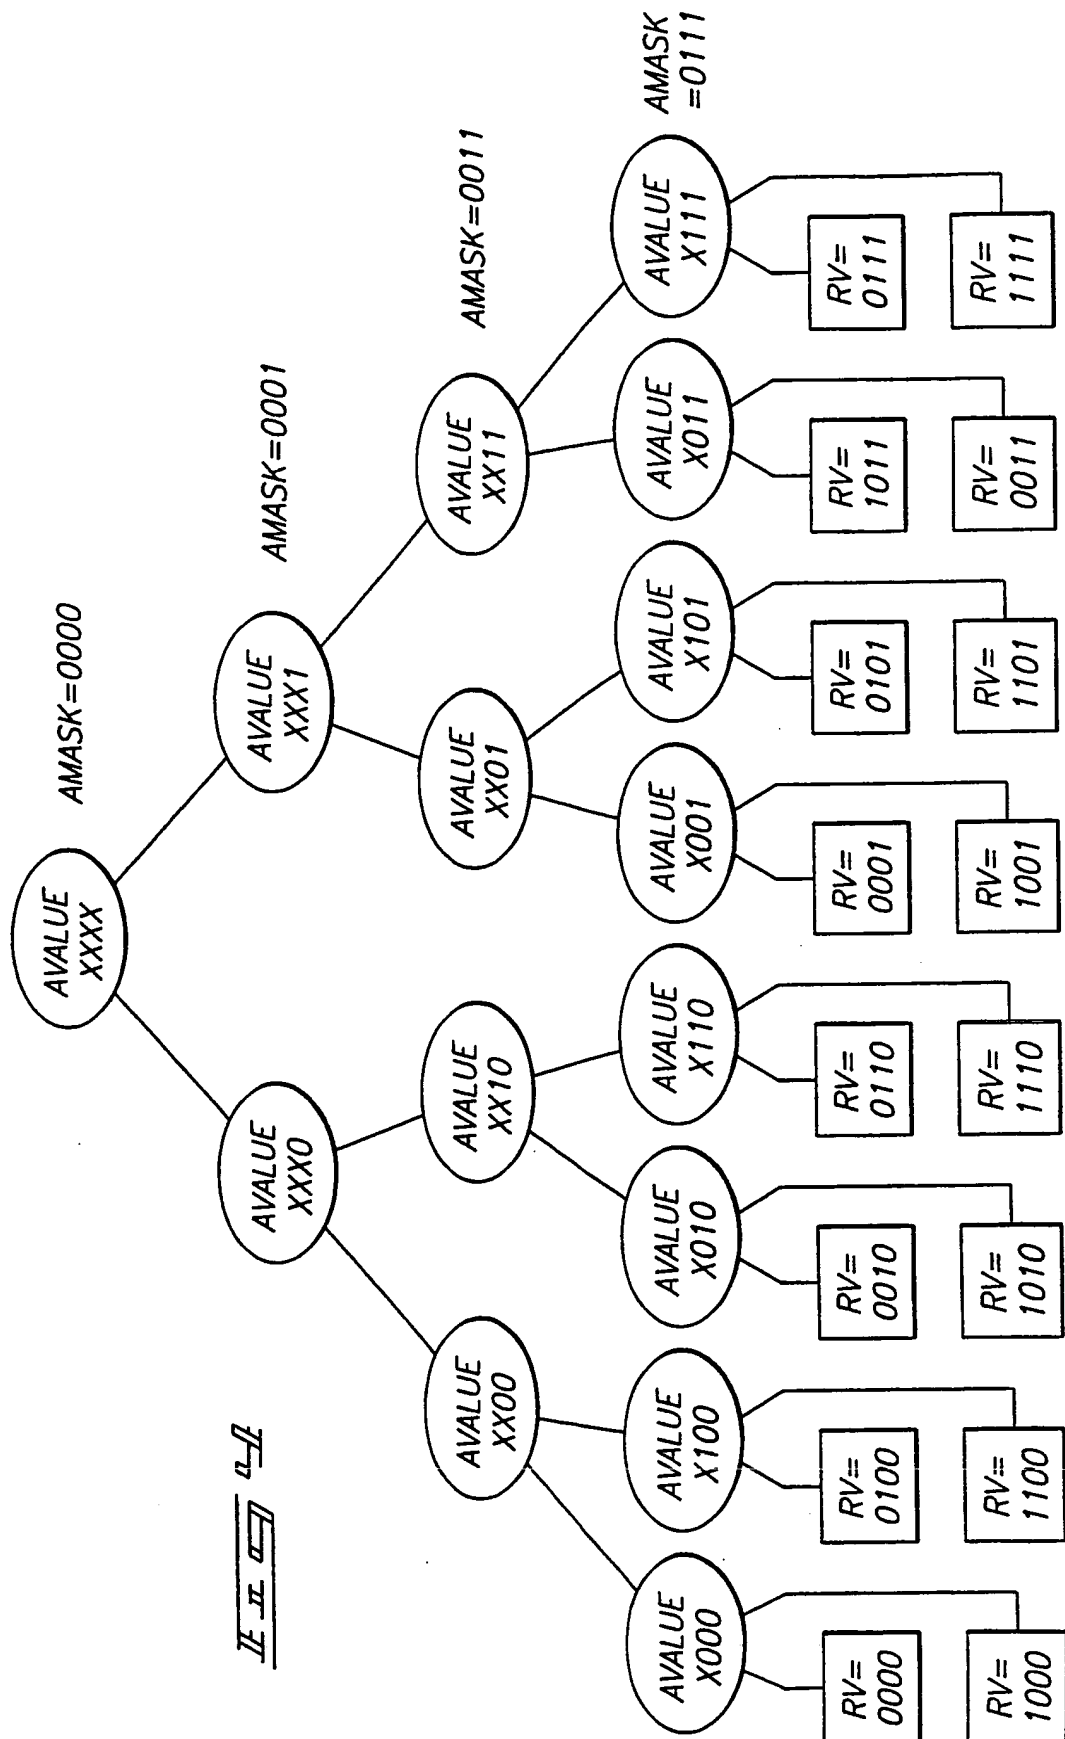 Fig 4
AVALUE
XXXX
AMASK=0000
AVALUE
XXX0
AVALUE
XXX1
AMASK=0001
AVALUE
XX00
AVALUE
XX10
AVALUE
XX01
AVALUE
XX11
AMASK=0011
AVALUE
X000
AVALUE
X100
AVALUE
X010
AVALUE
X110
AVALUE
X001
AVALUE
X101
AVALUE
X011
AVALUE
X111
AMASK
=0111
RV=
0000
RV=
0100
RV=
0010
RV=
0110
RV=
0001
RV=
0101
RV=
1011
RV=
0111
RV=
1000
RV=
1100
RV=
1010
RV=
1110
RV=
1001
RV=
1101
RV=
0011
RV=
1111